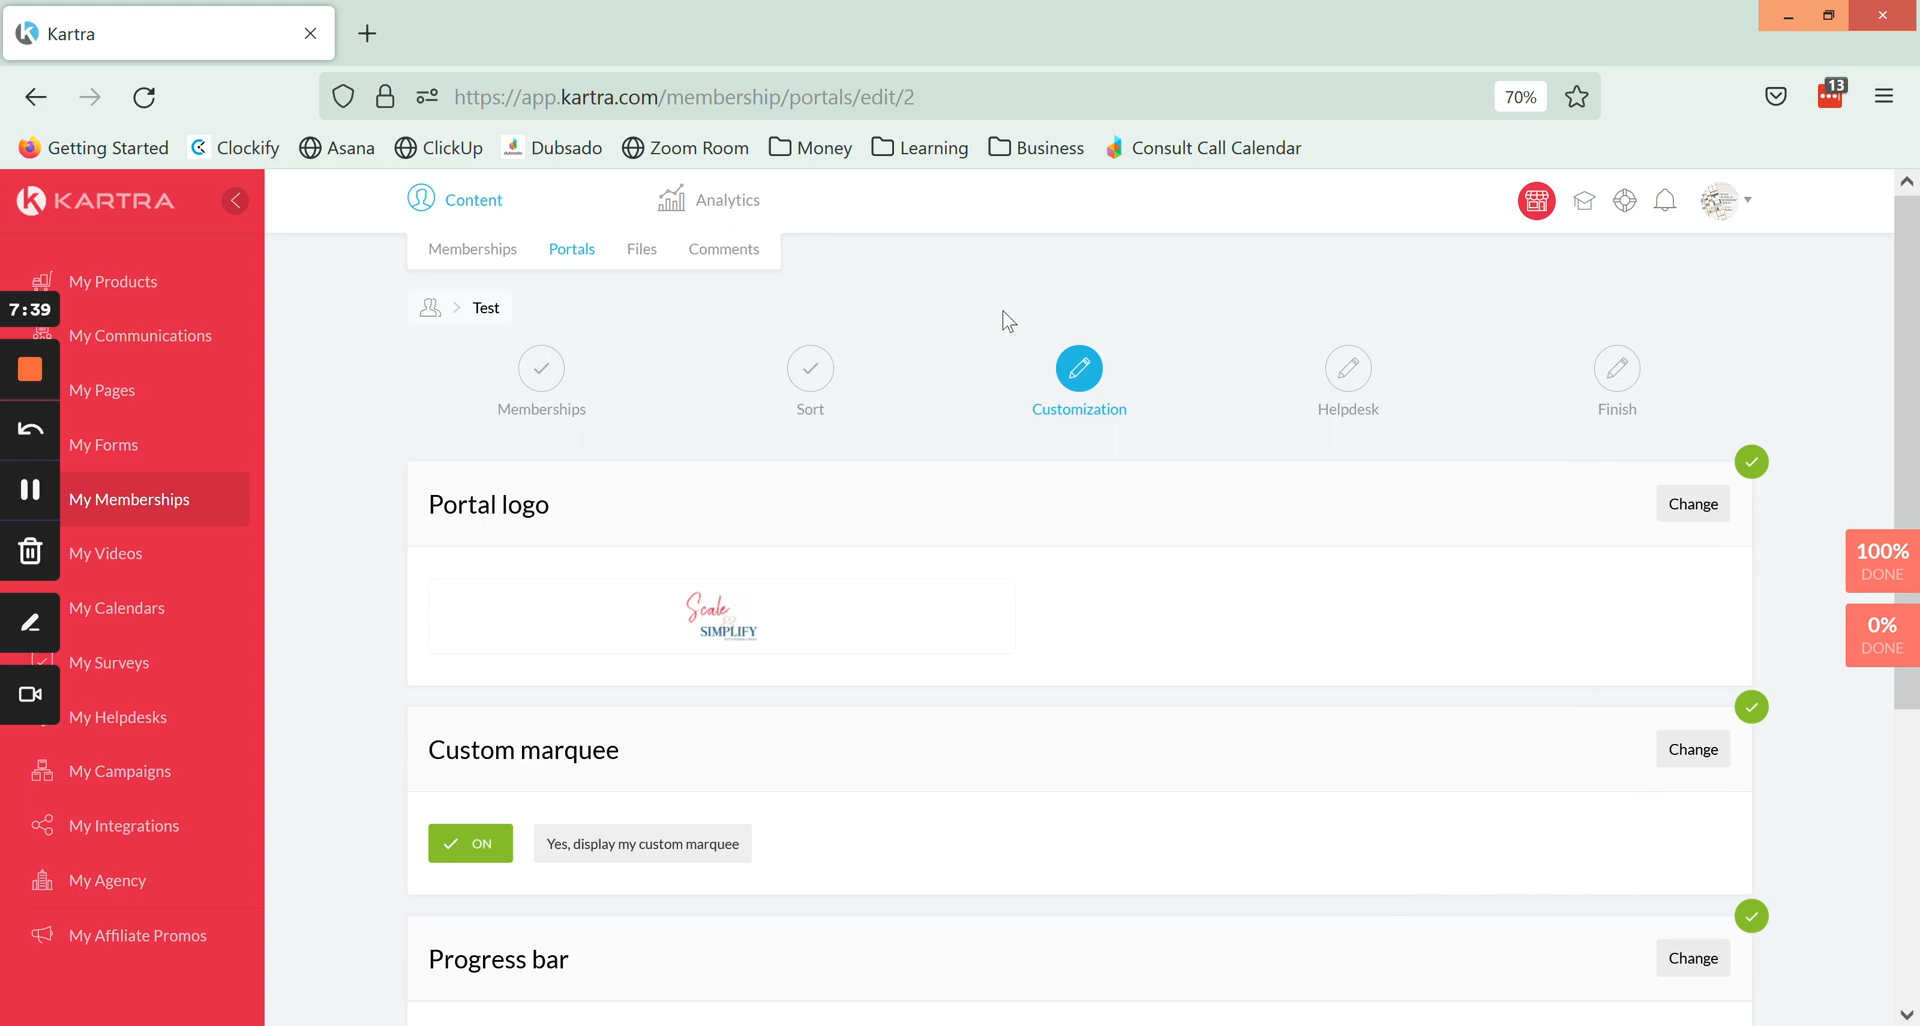 Kartra
https://app.kartra.com/membership/portals/edit/2
70%
13
Getting Started
Clockify
Asana
ClickUp
Dubsado
Zoom Room
Money
Learning
Business
Consult Call Calendar
KARTRA
Content
Analytics
Memberships
Portals
Files
Comments
Test
My Products
7:39
My Communications
My Pages
My Forms
My Memberships
My Videos
My Calendars
My Surveys
My Helpdesks
My Campaigns
My Integrations
My Agency
My Affiliate Promos
Memberships
Sort
Customization
Helpdesk
Finish
Portal logo
Change
Scale
SIMPLIFY
Custom marquee
Change
ON
Yes, display my custom marquee
Progress bar
Change
100%
DONE
0%
DONE